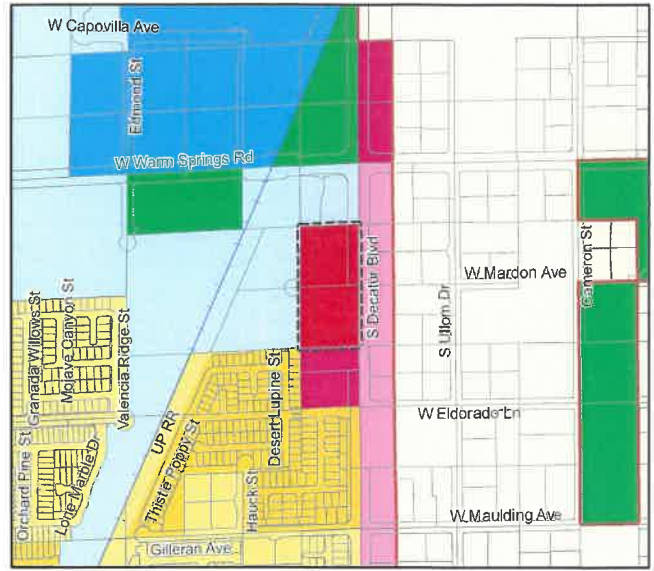 W Capovilla Ave
Edmond St
W Warm Springs Rd
S Decatur Blvd
W Mardon Ave
Cameron St
S Ullom Dr
Granada Willows St
Mojave Canyon St
Valencia Ridge St
Desert Lupine St
W Eldorado Ln
UP RR
Orchard Pine St
Lone Marble D
Thistle Poppy St
Hauck St
W Maulding Ave
Gilleran Ave